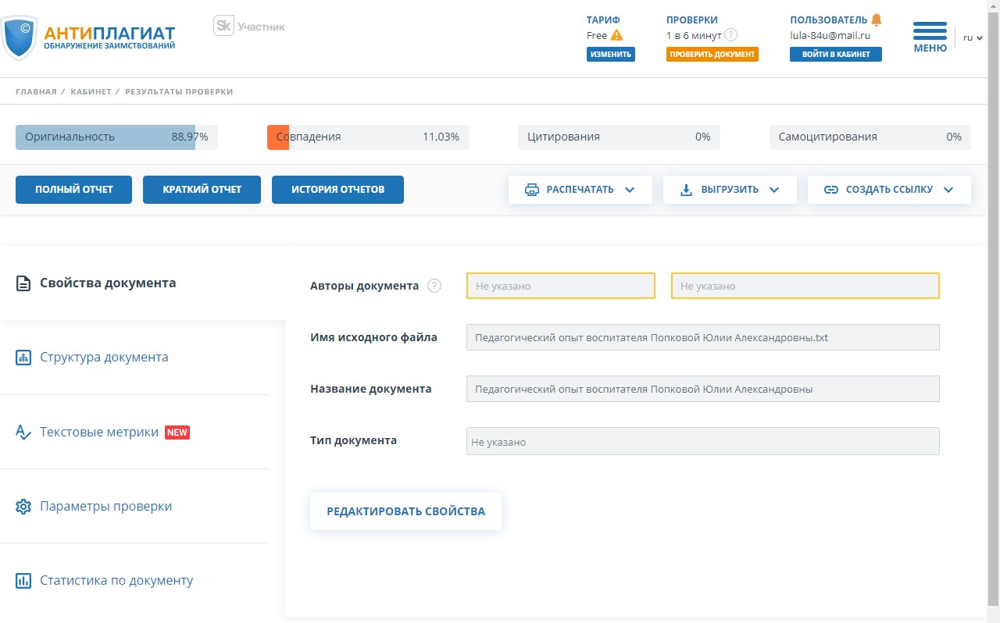 ©
АНТИПЛАГИАТ
ОБНАРУЖЕНИЕ ЗАИМСТВОВАНИЙ
Sk Участник
ТАРИФ
Free
ИЗМЕНИТЬ
ПРОВЕРКИ
1 в 6 минут ?
ПРОВЕРИТЬ ДОКУМЕНТ
ПОЛЬЗОВАТЕЛЬ
lula-84u@mail.ru
ВОЙТИ В КАБИНЕТ
МЕНЮ
ru
ГЛАВНАЯ / КАБИНЕТ / РЕЗУЛЬТАТЫ ПРОВЕРКИ
Оригинальность 88,97%
Совпадения 11,03%
Цитирования 0%
Самоцитирования 0%
ПОЛНЫЙ ОТЧЕТ
КРАТКИЙ ОТЧЕТ
ИСТОРИЯ ОТЧЕТОВ
РАСПЕЧАТАТЬ
ВЫГРУЗИТЬ
СОЗДАТЬ ССЫЛКУ
Свойства документа
Структура документа
Текстовые метрики NEW
Параметры проверки
Статистика по документу
Авторы документа ? Не указано Не указано
Имя исходного файла Педагогический опыт воспитателя Попковой Юлии Александровны.txt
Название документа Педагогический опыт воспитателя Попковой Юлии Александровны
Тип документа Не указано
РЕДАКТИРОВАТЬ СВОЙСТВА